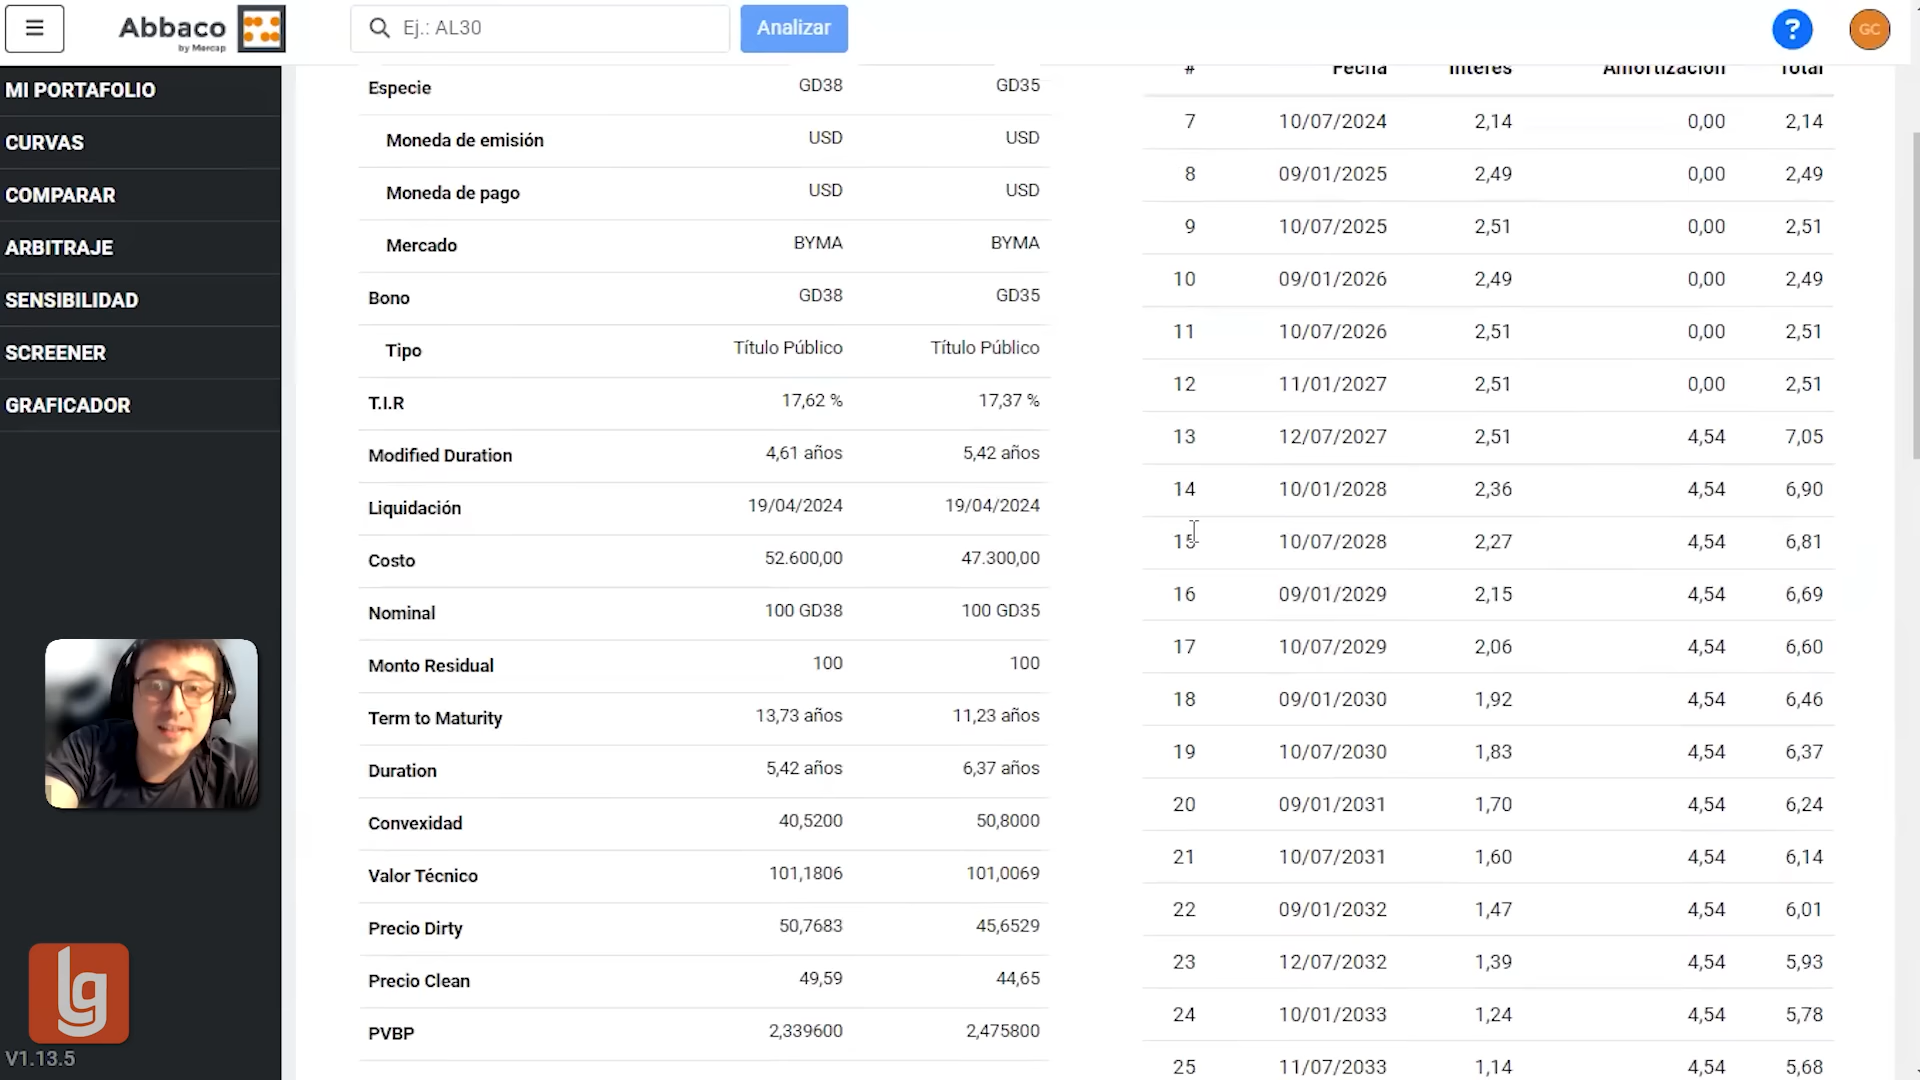 Abbaco
by Mercap
Ej.: AL30
Analizar
?
GC
MI PORTAFOLIO
CURVAS
COMPARAR
ARBITRAJE
SENSIBILIDAD
SCREENER
GRAFICADOR
lg
V1.13.5
Especie GD38 GD35
Moneda de emisión USD USD
Moneda de pago USD USD
Mercado BYMA BYMA
Bono GD38 GD35
Tipo Título Público Título Público
T.I.R 17,62 % 17,37 %
Modified Duration 4,61 años 5,42 años
Liquidación 19/04/2024 19/04/2024
Costo 52.600,00 47.300,00
Nominal 100 GD38 100 GD35
Monto Residual 100 100
Term to Maturity 13,73 años 11,23 años
Duration 5,42 años 6,37 años
Convexidad 40,5200 50,8000
Valor Técnico 101,1806 101,0069
Precio Dirty 50,7683 45,6529
Precio Clean 49,59 44,65
PVBP 2,339600 2,475800
# Fecha Interés Amortización Total
7 10/07/2024 2,14 0,00 2,14
8 09/01/2025 2,49 0,00 2,49
9 10/07/2025 2,51 0,00 2,51
10 09/01/2026 2,49 0,00 2,49
11 10/07/2026 2,51 0,00 2,51
12 11/01/2027 2,51 0,00 2,51
13 12/07/2027 2,51 4,54 7,05
14 10/01/2028 2,36 4,54 6,90
15 10/07/2028 2,27 4,54 6,81
16 09/01/2029 2,15 4,54 6,69
17 10/07/2029 2,06 4,54 6,60
18 09/01/2030 1,92 4,54 6,46
19 10/07/2030 1,83 4,54 6,37
20 09/01/2031 1,70 4,54 6,24
21 10/07/2031 1,60 4,54 6,14
22 09/01/2032 1,47 4,54 6,01
23 12/07/2032 1,39 4,54 5,93
24 10/01/2033 1,24 4,54 5,78
25 11/07/2033 1,14 4,54 5,68